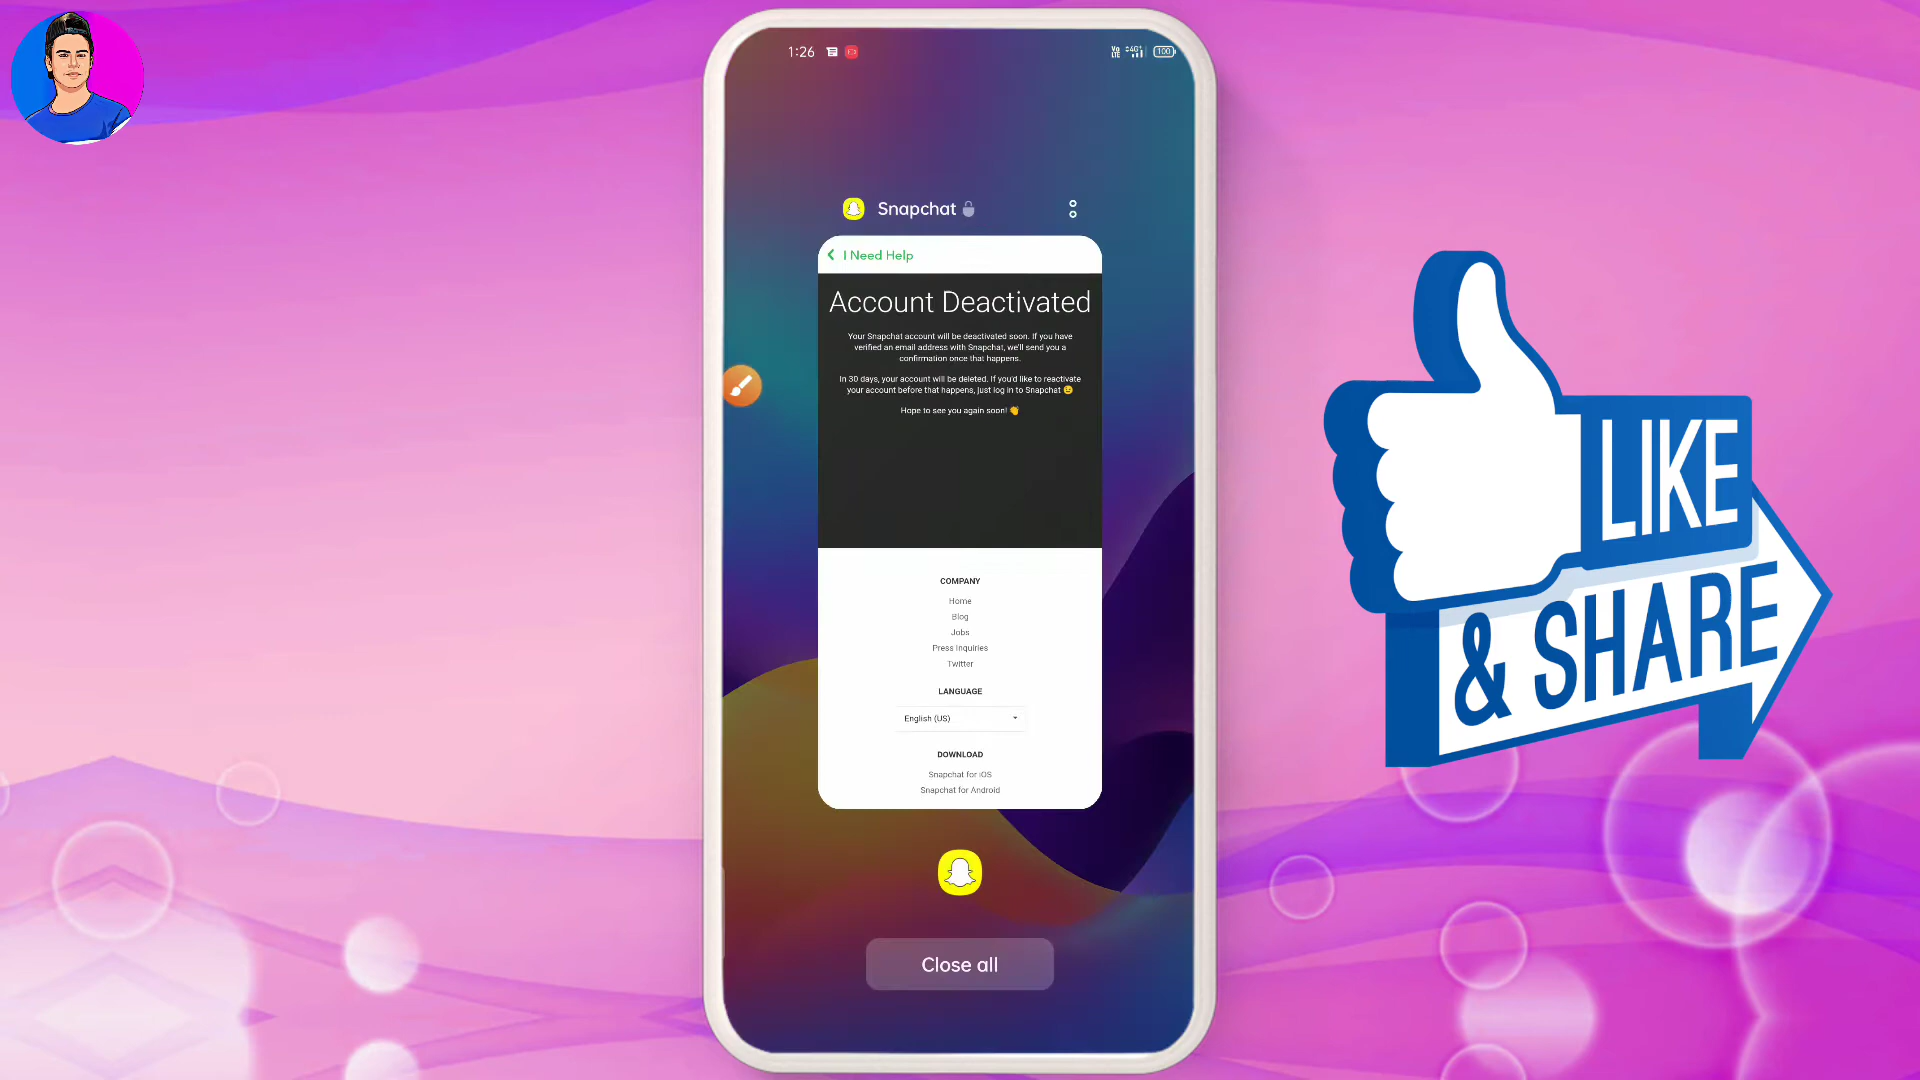 1:26
Vo LTE 4G+ 100
Snapchat
I Need Help
Account Deactivated
Your Snapchat account will be deactivated soon. If you have
verified an email address with Snapchat, we'll send you a
confirmation once that happens.
In 30 days, your account will be deleted. If you'd like to reactivate
your account before that happens, just log in to Snapchat 😉
Hope to see you again soon! 👏
COMPANY
Home
Blog
Jobs
Press Inquiries
Twitter
LANGUAGE
English (US)
DOWNLOAD
Snapchat for iOS
Snapchat for Android
Close all
LIKE
& SHARE